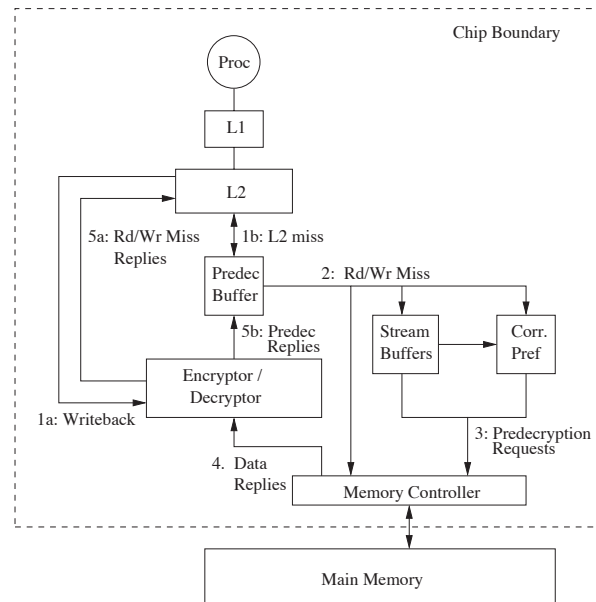 Chip Boundary
Proc
L1
L2
5a: Rd/Wr Miss
Replies
1b: L2 miss
Predec
Buffer
2: Rd/Wr Miss
Stream
Buffers
Corr.
Pref
5b: Predec
Replies
Encryptor /
Decryptor
1a: Writeback
3: Predecryption
Requests
4. Data
Replies
Memory Controller
Main Memory